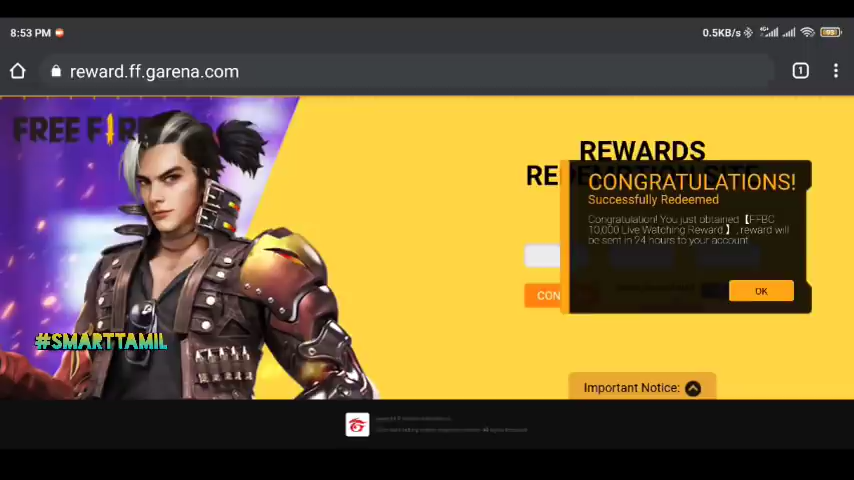 8:53 PM
0.5KB/s
93
reward.ff.garena.com
1
FREE FIRE
REWARDS
CONGRATULATIONS!
Successfully Redeemed
Congratulation! You just obtained【FFBC
10,000 Live Watching Reward 】, reward will
be sent in 24 hours to your account
OK
CON
#SMARTTAMIL
Important Notice: